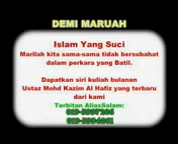 DEMI MARUAH
Islam Yang Suci
Marilah kita sama-sama tidak bersubahat
dalam perkara yang Batil.
Dapatkan siri kuliah bulanan
Ustaz Mohd Kazim Al Hafiz yang terbaru
dari kami
Terbitan AliasSalam: